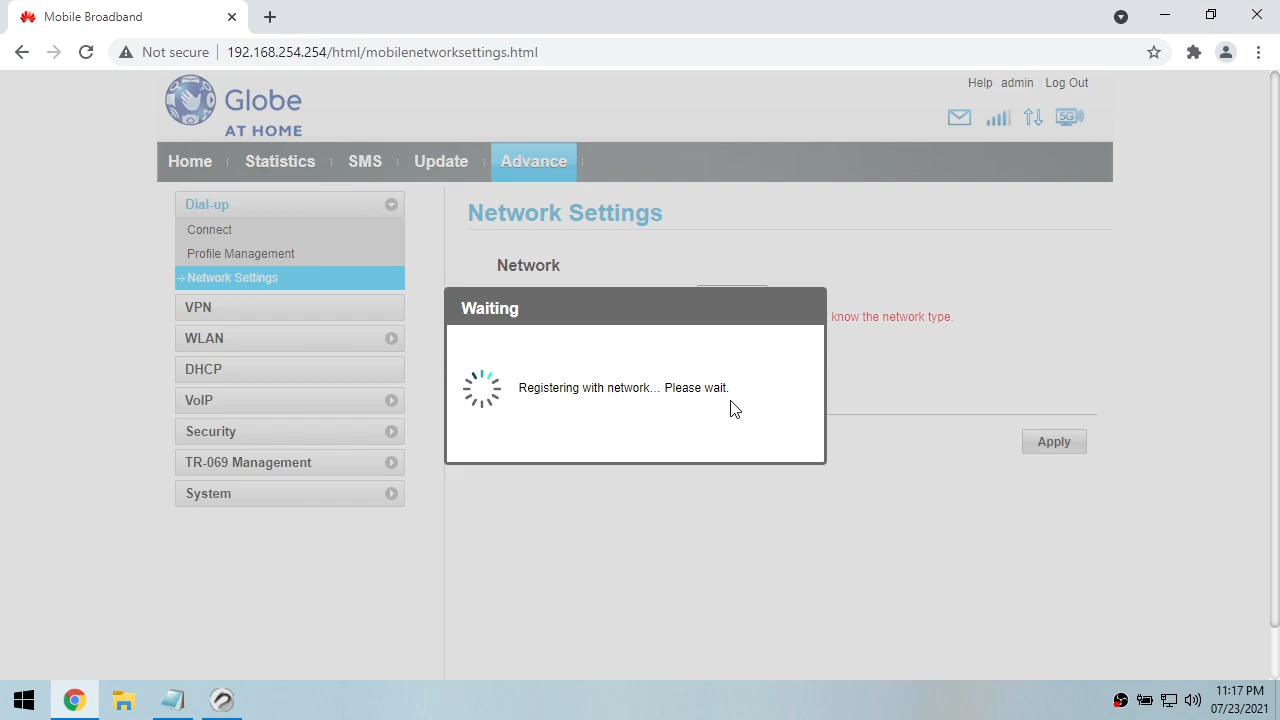 Mobile Broadband
Not secure
192.168.254.254/html/mobilenetworksettings.html
Help admin Log Out
Globe
AT HOME
5G
Home Statistics SMS Update Advance
Dial-up
Connect
Profile Management
Network Settings
VPN
WLAN
DHCP
VoIP
Security
TR-069 Management
System
Network Settings
Network
know the network type.
Waiting
Registering with network... Please wait.
Apply
11:17 PM
07/23/2021